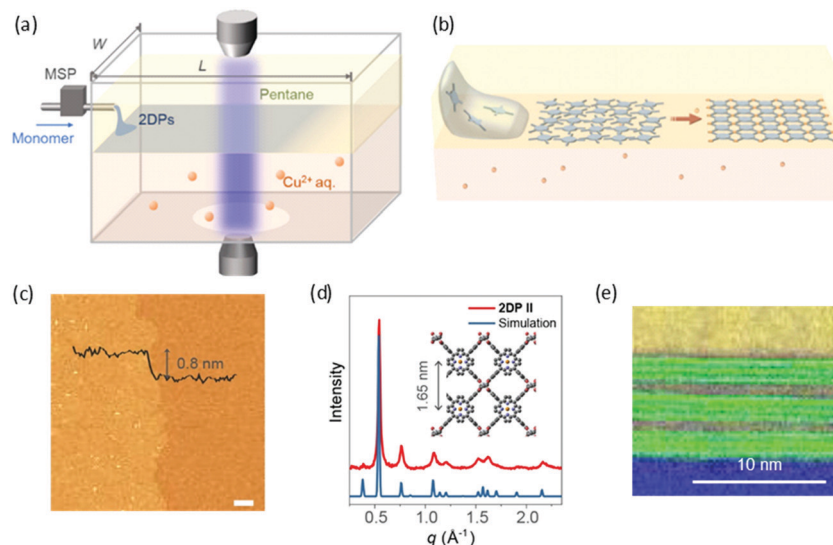 (a)
W
L
MSP
Pentane
2DPs
Monomer
Cu²⁺ aq.
(b)
(c)
0.8 nm
(d)
2DP II
Simulation
1.65 nm
Intensity
0.5 1.0 1.5 2.0
q (Å⁻¹)
(e)
10 nm